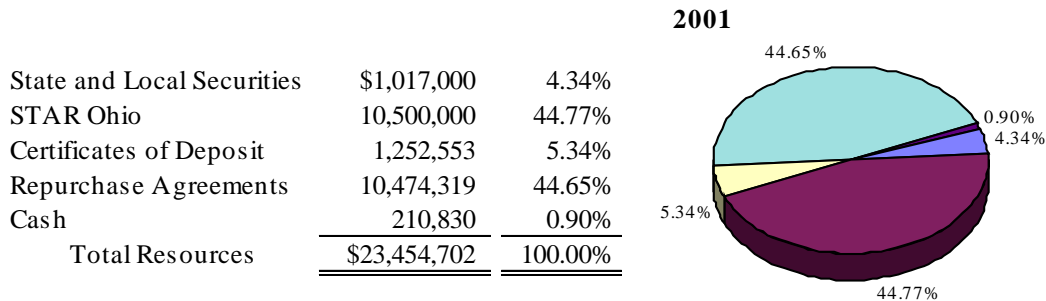 2001
State and Local Securities $1,017,000 4.34%
STAR Ohio 10,500,000 44.77%
Certificates of Deposit 1,252,553 5.34%
Repurchase Agreements 10,474,319 44.65%
Cash 210,830 0.90%
Total Resources $23,454,702 100.00%
44.65%
0.90%
4.34%
5.34%
44.77%